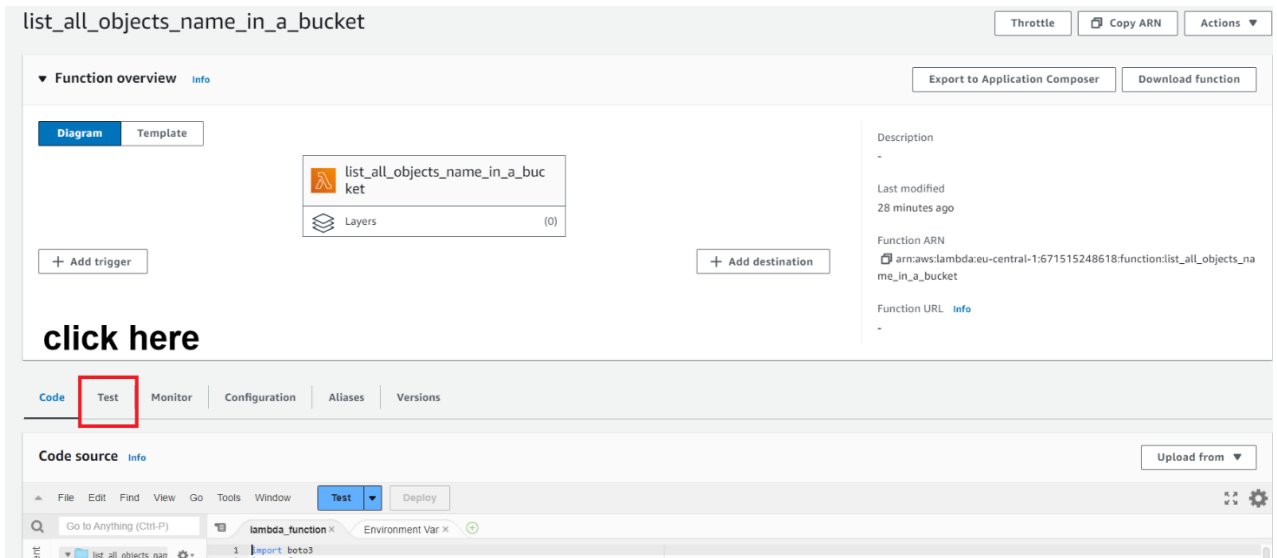 list_all_objects_name_in_a_bucket
Throttle
Copy ARN
Actions
Function overview Info
Export to Application Composer
Download function
Diagram
Template
list_all_objects_name_in_a_buc
ket
Layers
(0)
+ Add trigger
+ Add destination
Description
-
Last modified
28 minutes ago
Function ARN
arn:aws:lambda:eu-central-1:671515248618:function:list_all_objects_na
me_in_a_bucket
Function URL Info
-
click here
Code Test Monitor Configuration Aliases Versions
Code source Info
Upload from
File Edit Find View Go Tools Window Test Deploy
Go to Anything (Ctrl-P)
lambda_function × Environment Var ×
list_all_objects_nam
1 import boto3